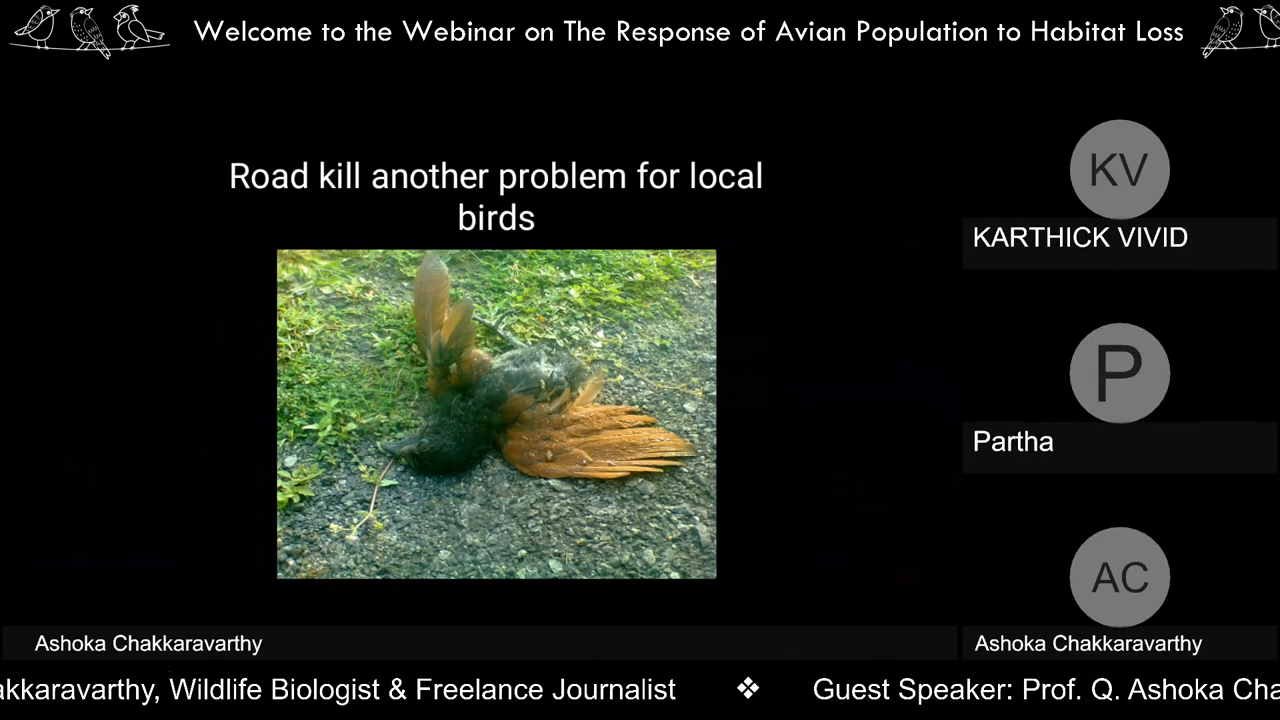 Welcome to the Webinar on The Response of Avian Population to Habitat Loss
Road kill another problem for local
birds
KV
KARTHICK VIVID
P
Partha
AC
Ashoka Chakkaravarthy
Ashoka Chakkaravarthy
akkaravarthy, Wildlife Biologist & Freelance Journalist ❖ Guest Speaker: Prof. Q. Ashoka Cha